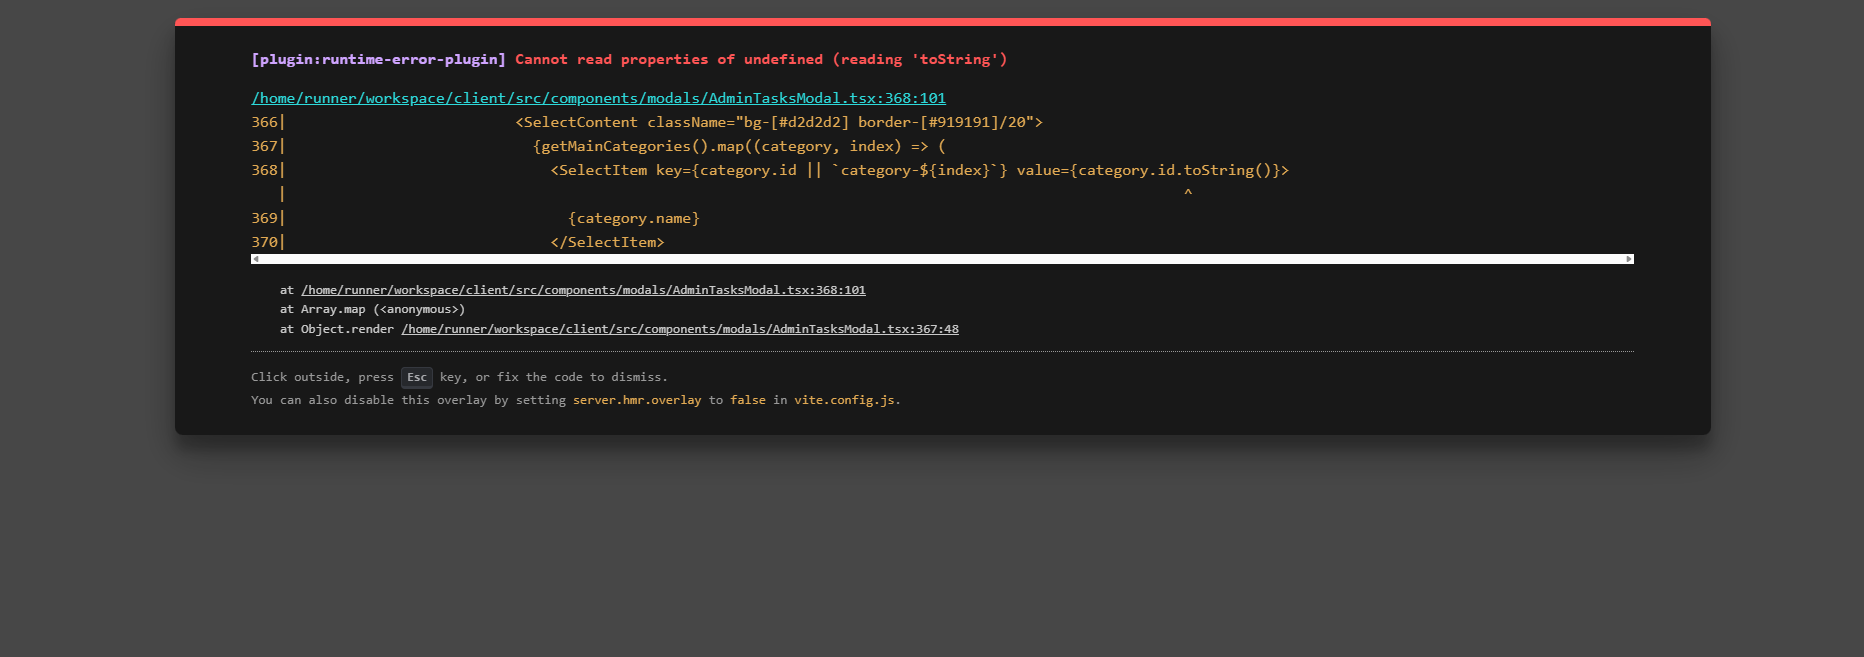 [plugin:runtime-error-plugin] Cannot read properties of undefined (reading 'toString')
/home/runner/workspace/client/src/components/modals/AdminTasksModal.tsx:368:101
366|                          <SelectContent className="bg-[#d2d2d2] border-[#919191]/20">
367|                            {getMainCategories().map((category, index) => (
368|                              <SelectItem key={category.id || `category-${index}`} value={category.id.toString()}>
   |                                                                                                      ^
369|                                {category.name}
370|                              </SelectItem>
at /home/runner/workspace/client/src/components/modals/AdminTasksModal.tsx:368:101
at Array.map (<anonymous>)
at Object.render /home/runner/workspace/client/src/components/modals/AdminTasksModal.tsx:367:48
Click outside, press Esc key, or fix the code to dismiss.
You can also disable this overlay by setting server.hmr.overlay to false in vite.config.js.